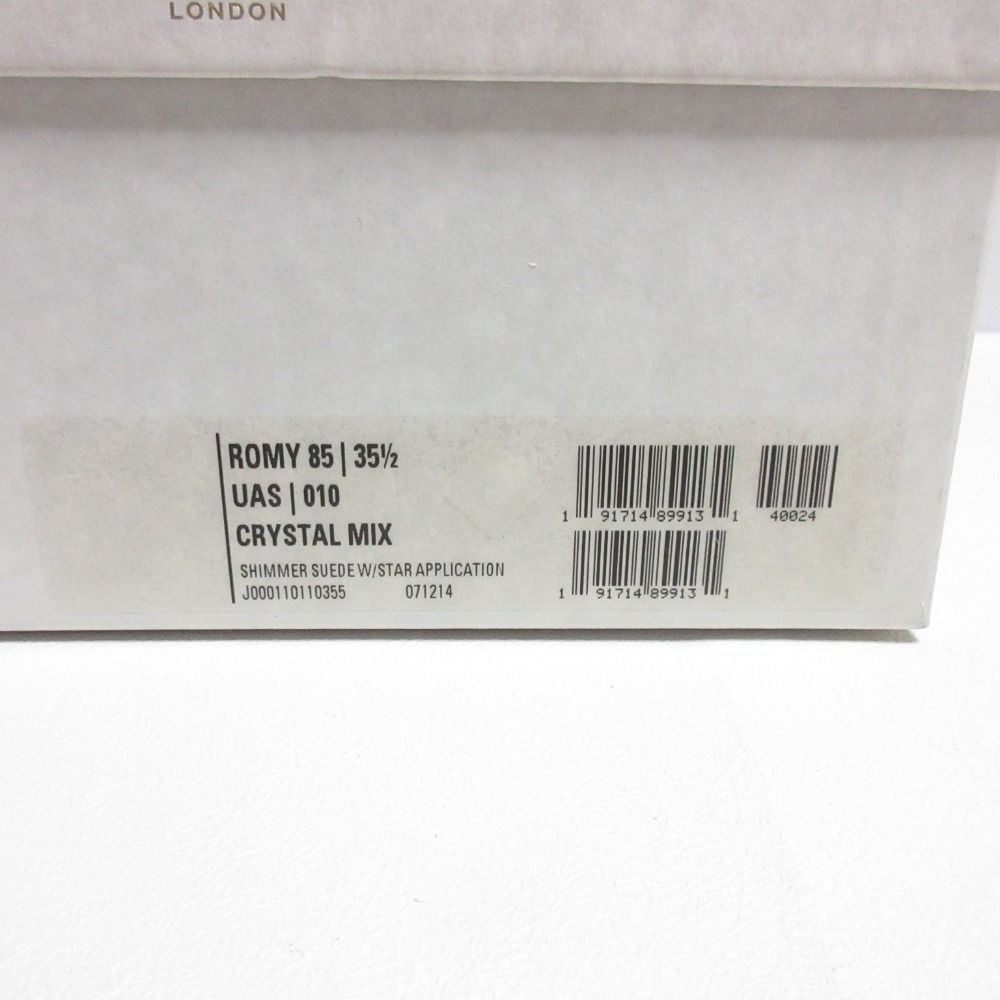 LONDON
ROMY 85 | 35½
UAS | 010
CRYSTAL MIX
SHIMMER SUEDE W/STAR APPLICATION
J000110110355 071214
1 91714 89913 1 40024
1 91714 89913 1